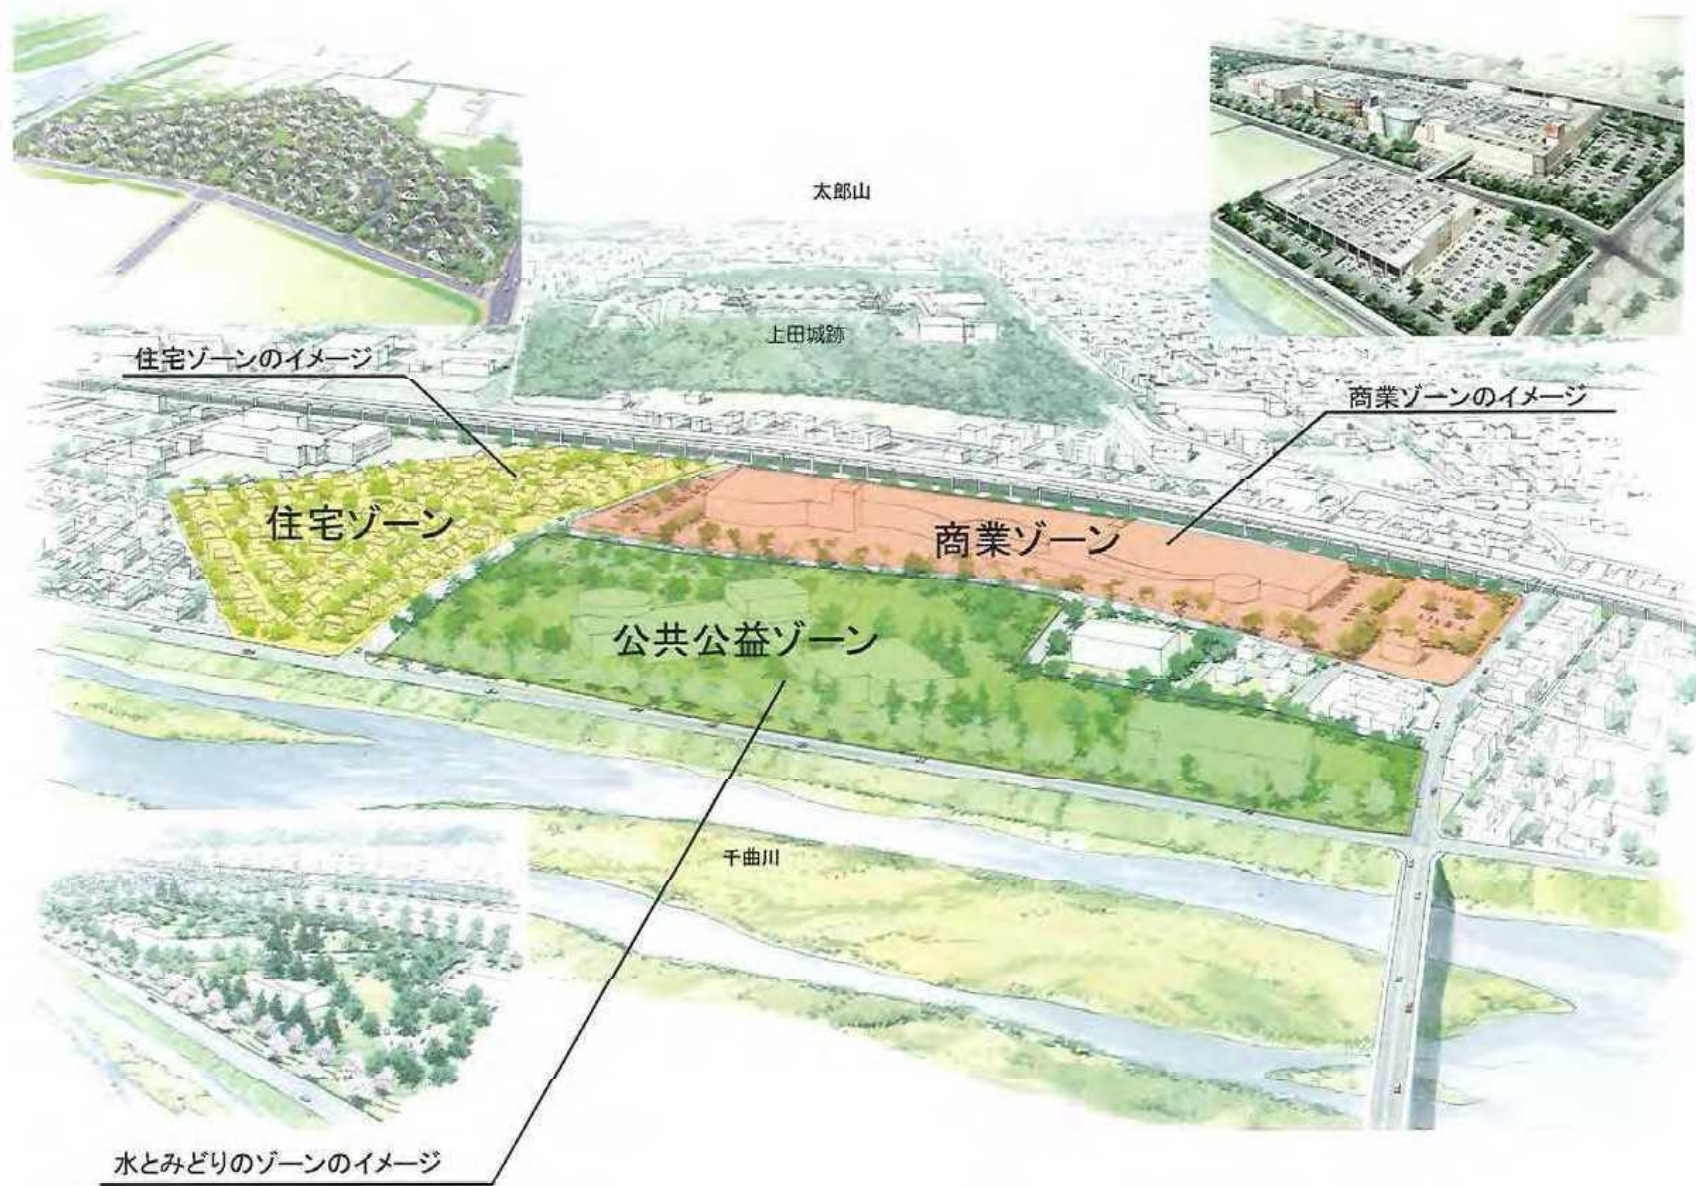 太郎山
上田城跡
住宅ゾーンのイメージ
商業ゾーンのイメージ
住宅ゾーン
商業ゾーン
公共公益ゾーン
千曲川
水とみどりのゾーンのイメージ